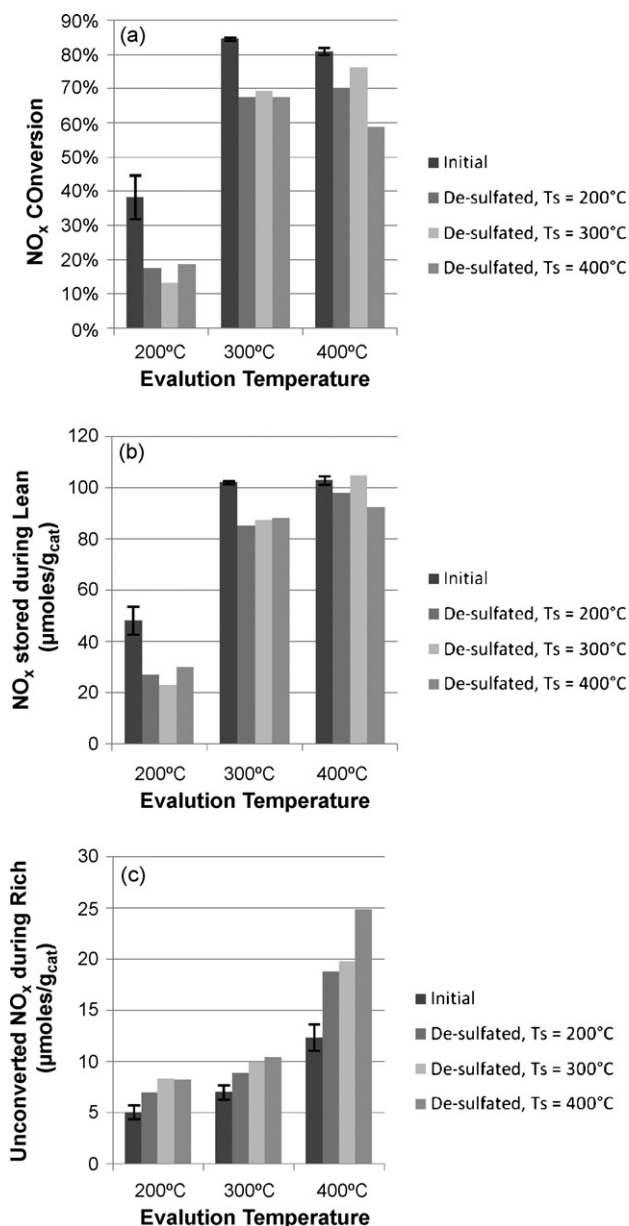 (a)
90%
80%
70%
60%
50%
40%
30%
20%
10%
0%
NOx COnversion
200ºC 300ºC 400ºC
Evalution Temperature
Initial
De-sulfated, Ts = 200°C
De-sulfated, Ts = 300°C
De-sulfated, Ts = 400°C
(b)
120
100
80
60
40
20
0
NOx stored during Lean
(µmoles/gcat)
200ºC 300ºC 400ºC
Evalution Temperature
Initial
De-sulfated, Ts = 200°C
De-sulfated, Ts = 300°C
De-sulfated, Ts = 400°C
(c)
30
25
20
15
10
5
0
Unconverted NOx during Rich
(µmoles/gcat)
200ºC 300ºC 400ºC
Evalution Temperature
Initial
De-sulfated, Ts = 200°C
De-sulfated, Ts = 300°C
De-sulfated, Ts = 400°C